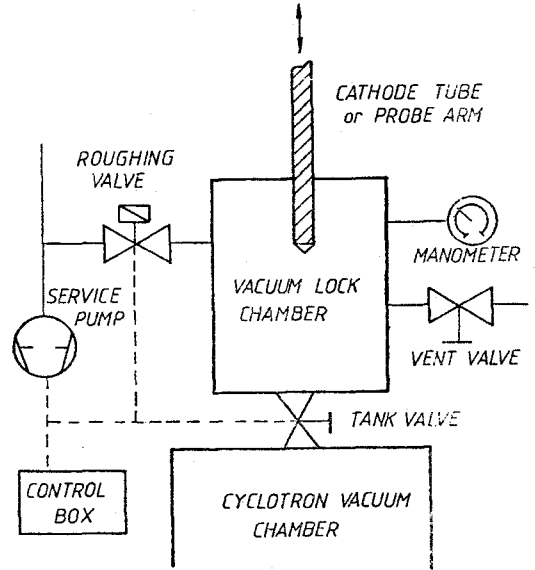 CATHODE TUBE
or PROBE ARM
ROUGHING
VALVE
MANOMETER
VACUUM LOCK
CHAMBER
SERVICE
PUMP
VENT VALVE
TANK VALVE
CONTROL
BOX
CYCLOTRON VACUUM
CHAMBER